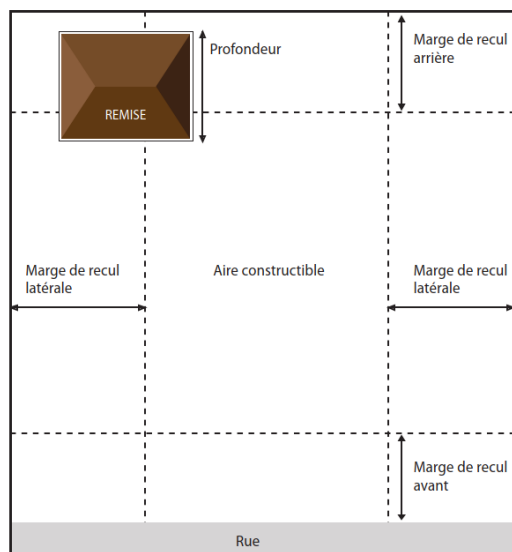 Marge de recul
arrière
Profondeur
REMISE
Marge de recul
latérale
Aire constructible
Marge de recul
latérale
Marge de recul
avant
Rue